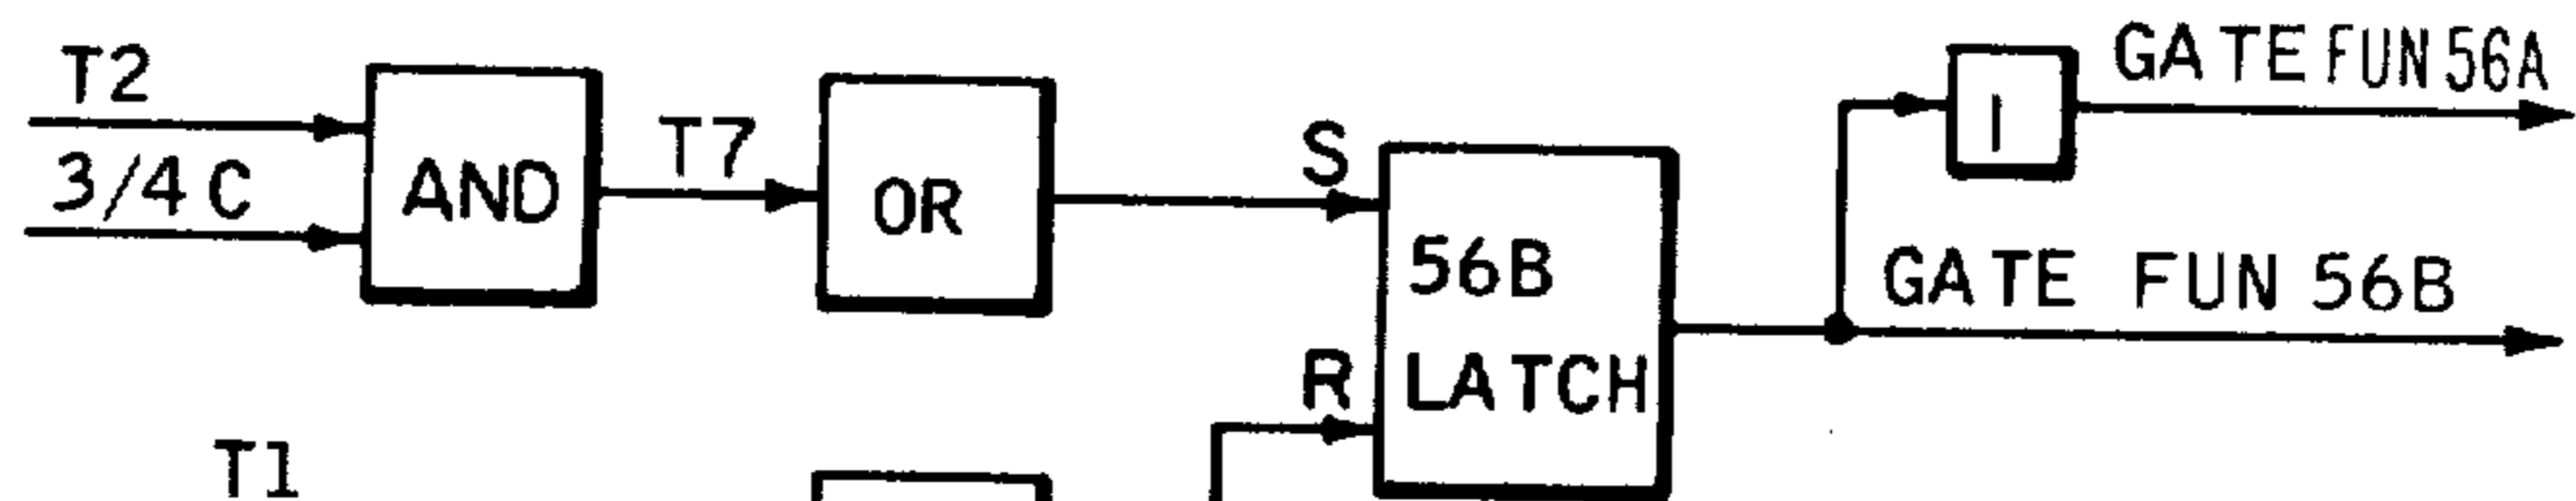 T2
3/4 C
AND
T7
OR
S
R
56B
LATCH
I
GATE FUN 56A
GATE FUN 56B
T1